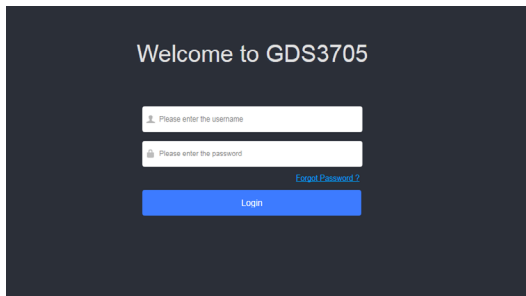 Welcome to GDS3705
Please enter the username
Please enter the password
Forgot Password ?
Login